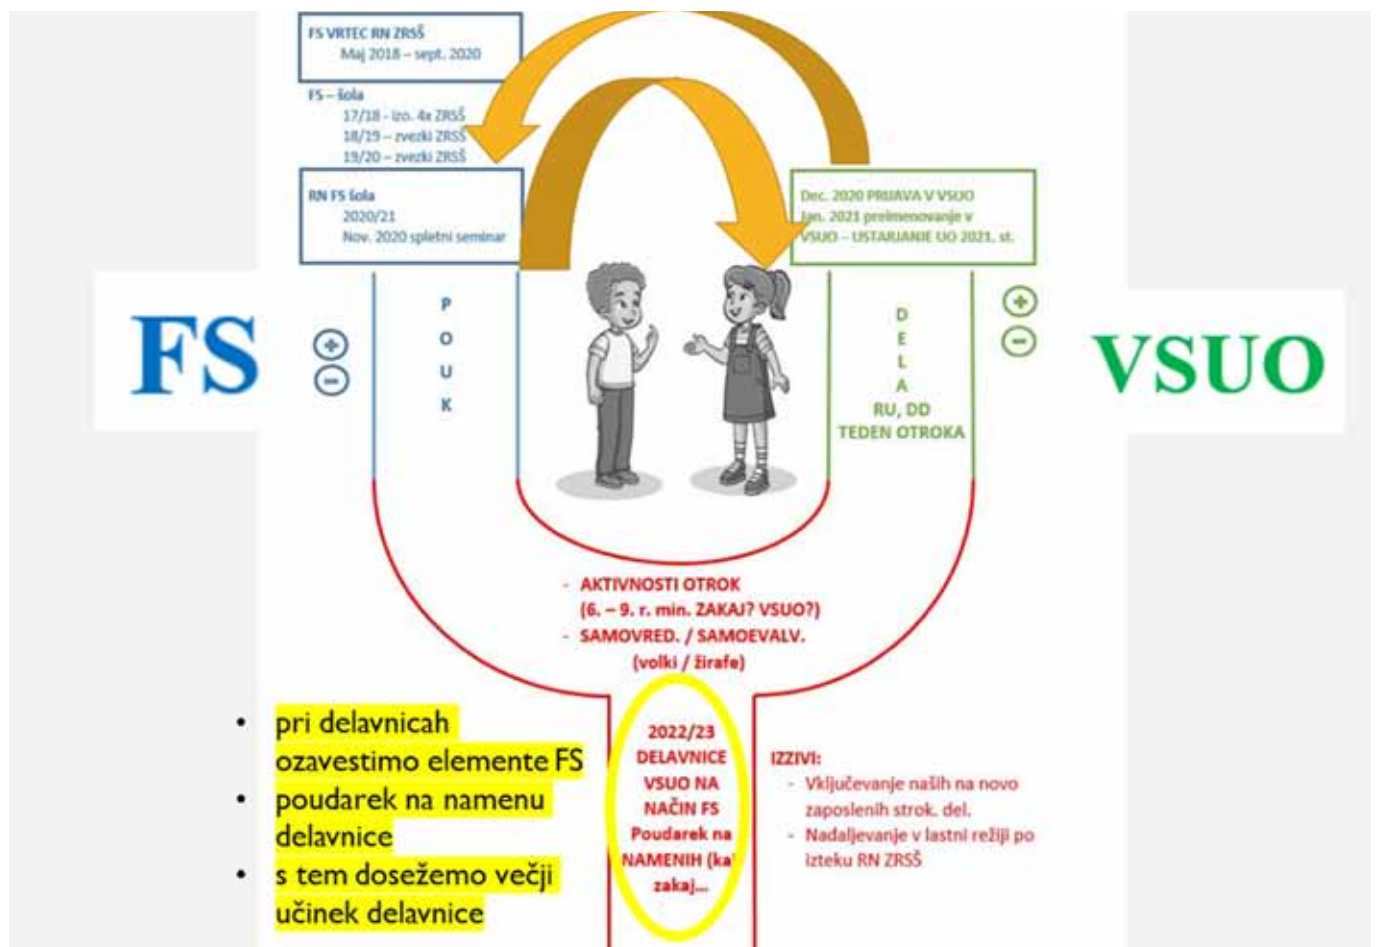 FS VRTEC RN ZRSŠ
Maj 2018 – sept. 2020
FS – šola
17/18 - izo. 4x ZRSŠ
18/19 – zvezki ZRSŠ
19/20 – zvezki ZRSŠ
RN FS šola
2020/21
Nov. 2020 spletni seminar
Dec. 2020 PRIJAVA V VSUO
Jan. 2021 preimenovanje v
VSUO – USTARJANJE UO 2021. st.
FS
P
O
U
K
D
E
L
A
RU, DD
TEDEN OTROKA
VSUO
- AKTIVNOSTI OTROK
(6. – 9. r. min. ZAKAJ? VSUO?)
- SAMOVRED. / SAMOEVALV.
(volki / žirafe)
• pri delavnicah
ozavestimo elemente FS
• poudarek na namenu
delavnice
• s tem dosežemo večji
učinek delavnice
2022/23
DELAVNICE
VSUO NA
NAČIN FS
Poudarek na
NAMENIH (kaj
zakaj...
IZZIVI:
- Vključevanje naših na novo
zaposlenih strok. del.
- Nadaljevanje v lastni režiji po
izteku RN ZRSŠ